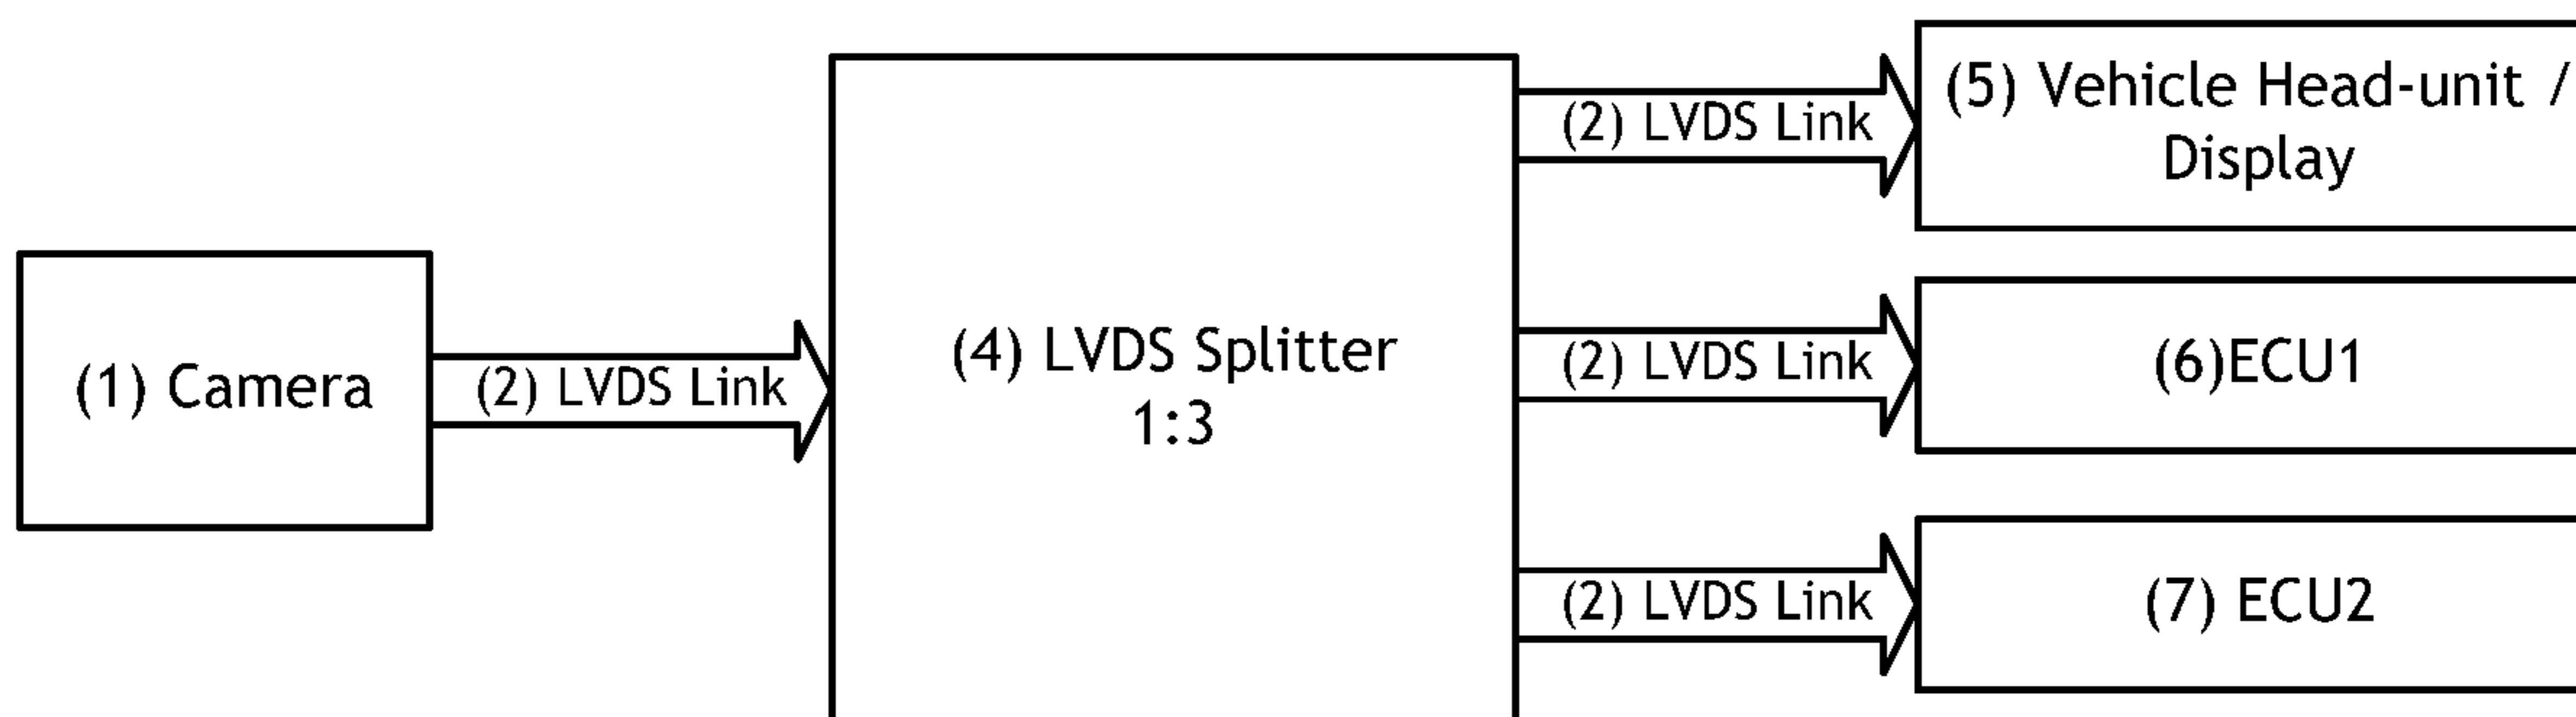 (1) Camera
(2) LVDS Link
(4) LVDS Splitter
1:3
(2) LVDS Link
(5) Vehicle Head-unit /
Display
(2) LVDS Link
(6)ECU1
(2) LVDS Link
(7) ECU2